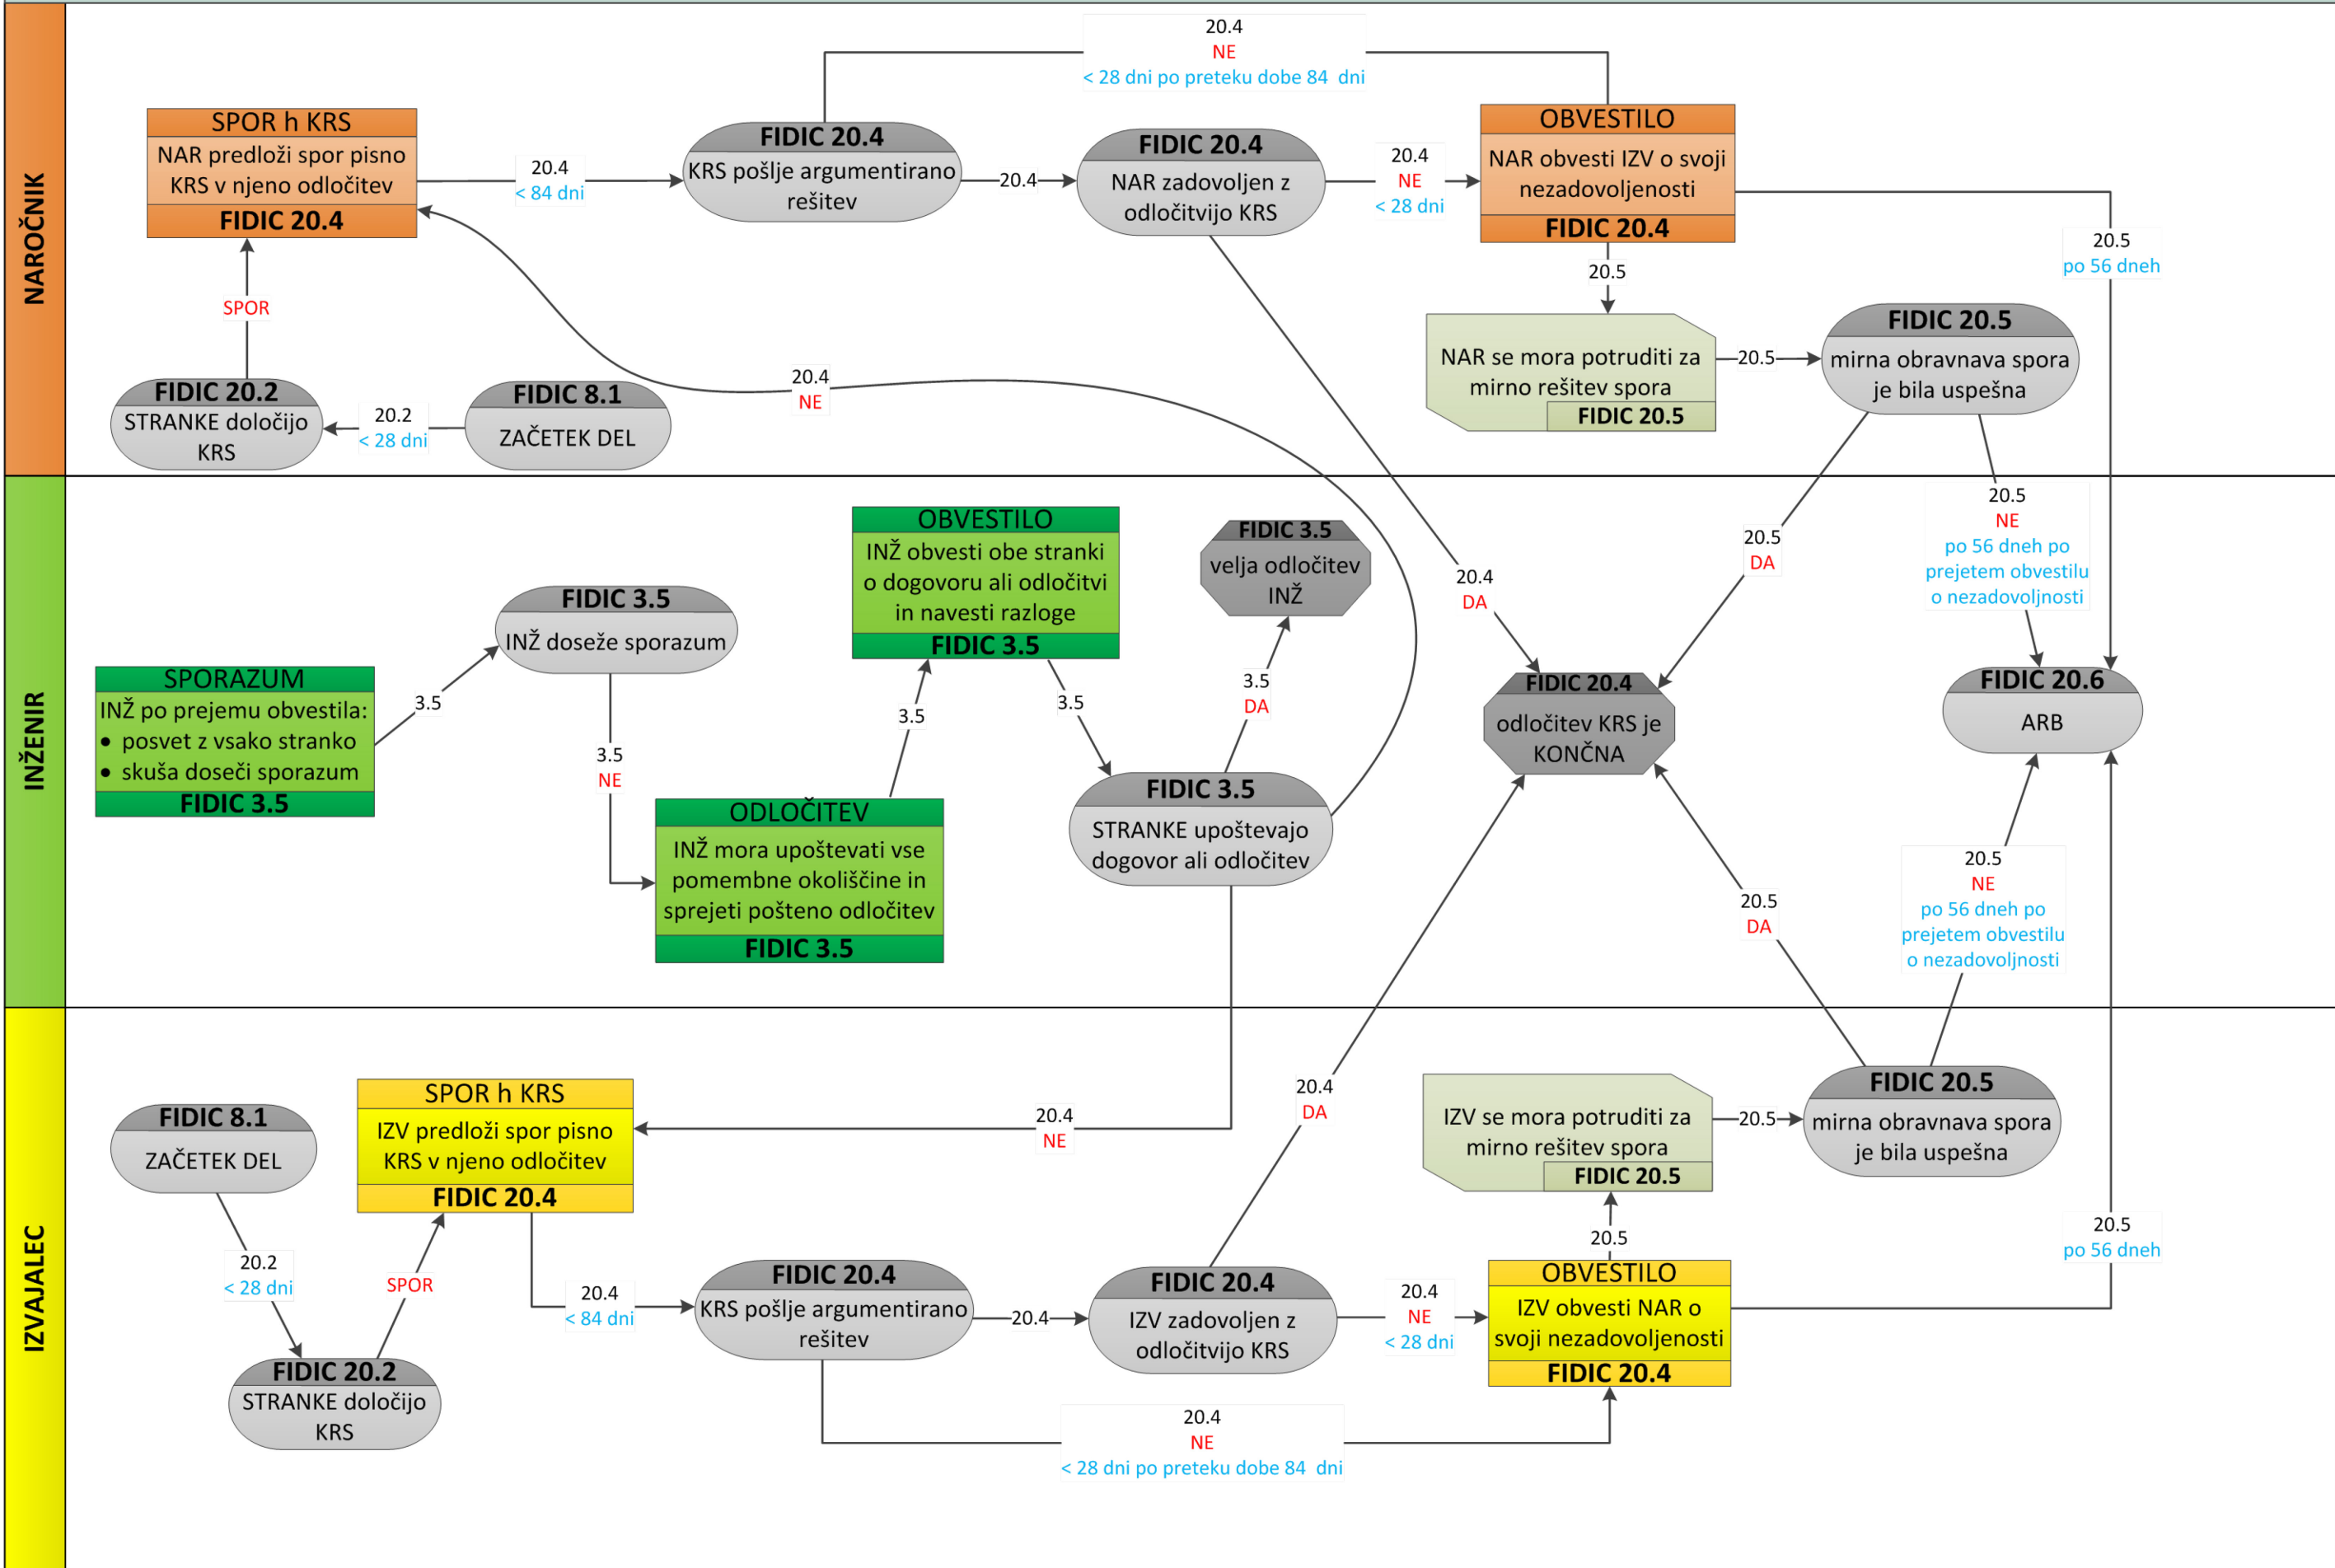 NAROČNIK
20.4
NE
< 28 dni po preteku dobe 84 dni
SPOR h KRS
NAR predloži spor pisno
KRS v njeno odločitev
FIDIC 20.4
20.4
< 84 dni
FIDIC 20.4
KRS pošlje argumentirano
rešitev
20.4
FIDIC 20.4
NAR zadovoljen z
odločitvijo KRS
20.4
NE
< 28 dni
OBVESTILO
NAR obvesti IZV o svoji
nezadovoljenosti
FIDIC 20.4
20.5
po 56 dneh
20.5
SPOR
NAR se mora potruditi za
mirno rešitev spora
FIDIC 20.5
20.5
FIDIC 20.5
mirna obravnava spora
je bila uspešna
FIDIC 20.2
STRANKE določijo
KRS
20.2
< 28 dni
FIDIC 8.1
ZAČETEK DEL
20.4
NE
INŽENIR
OBVESTILO
INŽ obvesti obe stranki
o dogovoru ali odločitvi
in navesti razloge
FIDIC 3.5
FIDIC 3.5
velja odločitev
INŽ
20.4
DA
20.5
DA
20.5
NE
po 56 dneh po
prejetem obvestilu
o nezadovoljnosti
FIDIC 3.5
INŽ doseže sporazum
SPORAZUM
INŽ po prejemu obvestila:
• posvet z vsako stranko
• skuša doseči sporazum
FIDIC 3.5
3.5
3.5
NE
3.5
3.5
3.5
DA
FIDIC 20.4
odločitev KRS je
KONČNA
FIDIC 20.6
ARB
ODLOČITEV
INŽ mora upoštevati vse
pomembne okoliščine in
sprejeti pošteno odločitev
FIDIC 3.5
FIDIC 3.5
STRANKE upoštevajo
dogovor ali odločitev
20.5
DA
20.5
NE
po 56 dneh po
prejetem obvestilu
o nezadovoljnosti
IZVAJALEC
FIDIC 8.1
ZAČETEK DEL
SPOR h KRS
IZV predloži spor pisno
KRS v njeno odločitev
FIDIC 20.4
20.4
NE
20.4
DA
IZV se mora potruditi za
mirno rešitev spora
FIDIC 20.5
20.5
FIDIC 20.5
mirna obravnava spora
je bila uspešna
20.2
< 28 dni
SPOR
20.4
< 84 dni
FIDIC 20.4
KRS pošlje argumentirano
rešitev
20.4
FIDIC 20.4
IZV zadovoljen z
odločitvijo KRS
20.4
NE
< 28 dni
20.5
OBVESTILO
IZV obvesti NAR o
svoji nezadovoljenosti
FIDIC 20.4
20.5
po 56 dneh
FIDIC 20.2
STRANKE določijo
KRS
20.4
NE
< 28 dni po preteku dobe 84 dni